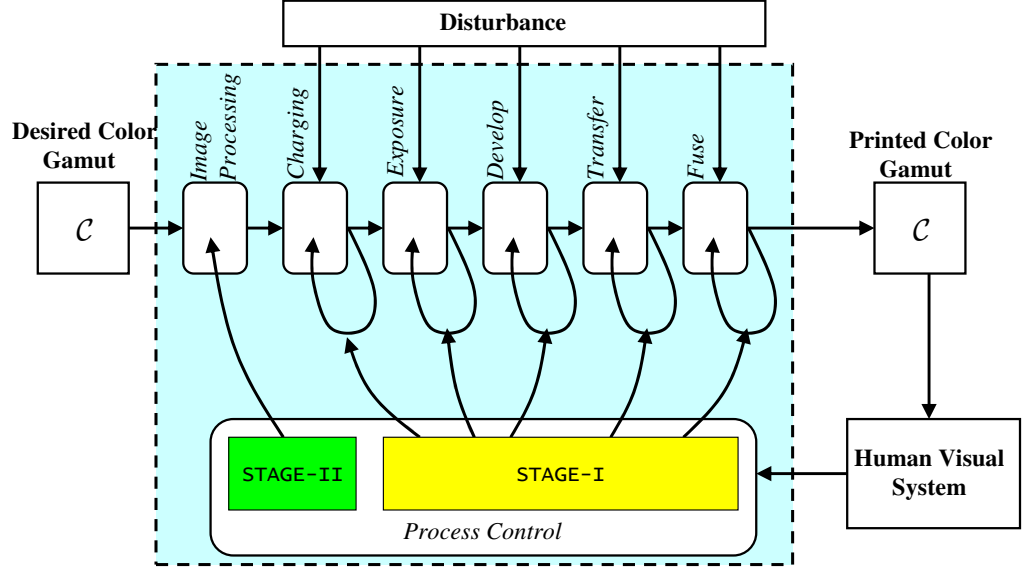 Disturbance
Desired Color
Gamut
C
Image
Processing
Charging
Exposure
Develop
Transfer
Fuse
Printed Color
Gamut
C
STAGE-II
STAGE-I
Process Control
Human Visual
System